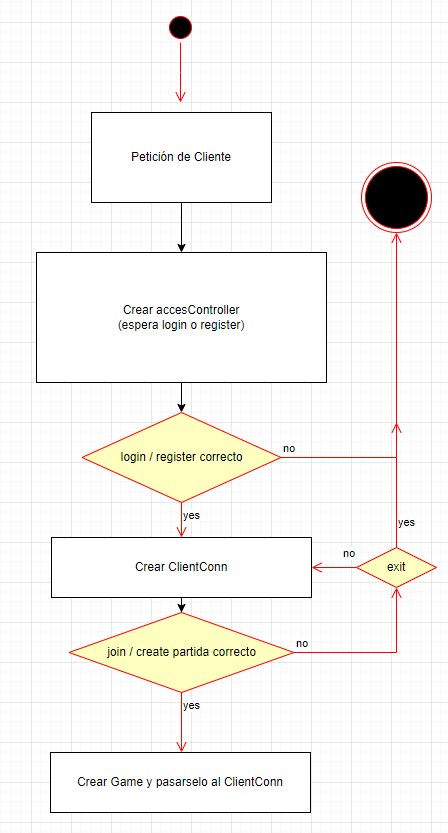 Petición de Cliente
Crear accesController
(espera login o register)
login / register correcto
no
yes
yes
Crear ClientConn
no
exit
join / create partida correcto
no
yes
Crear Game y pasarselo al ClientConn